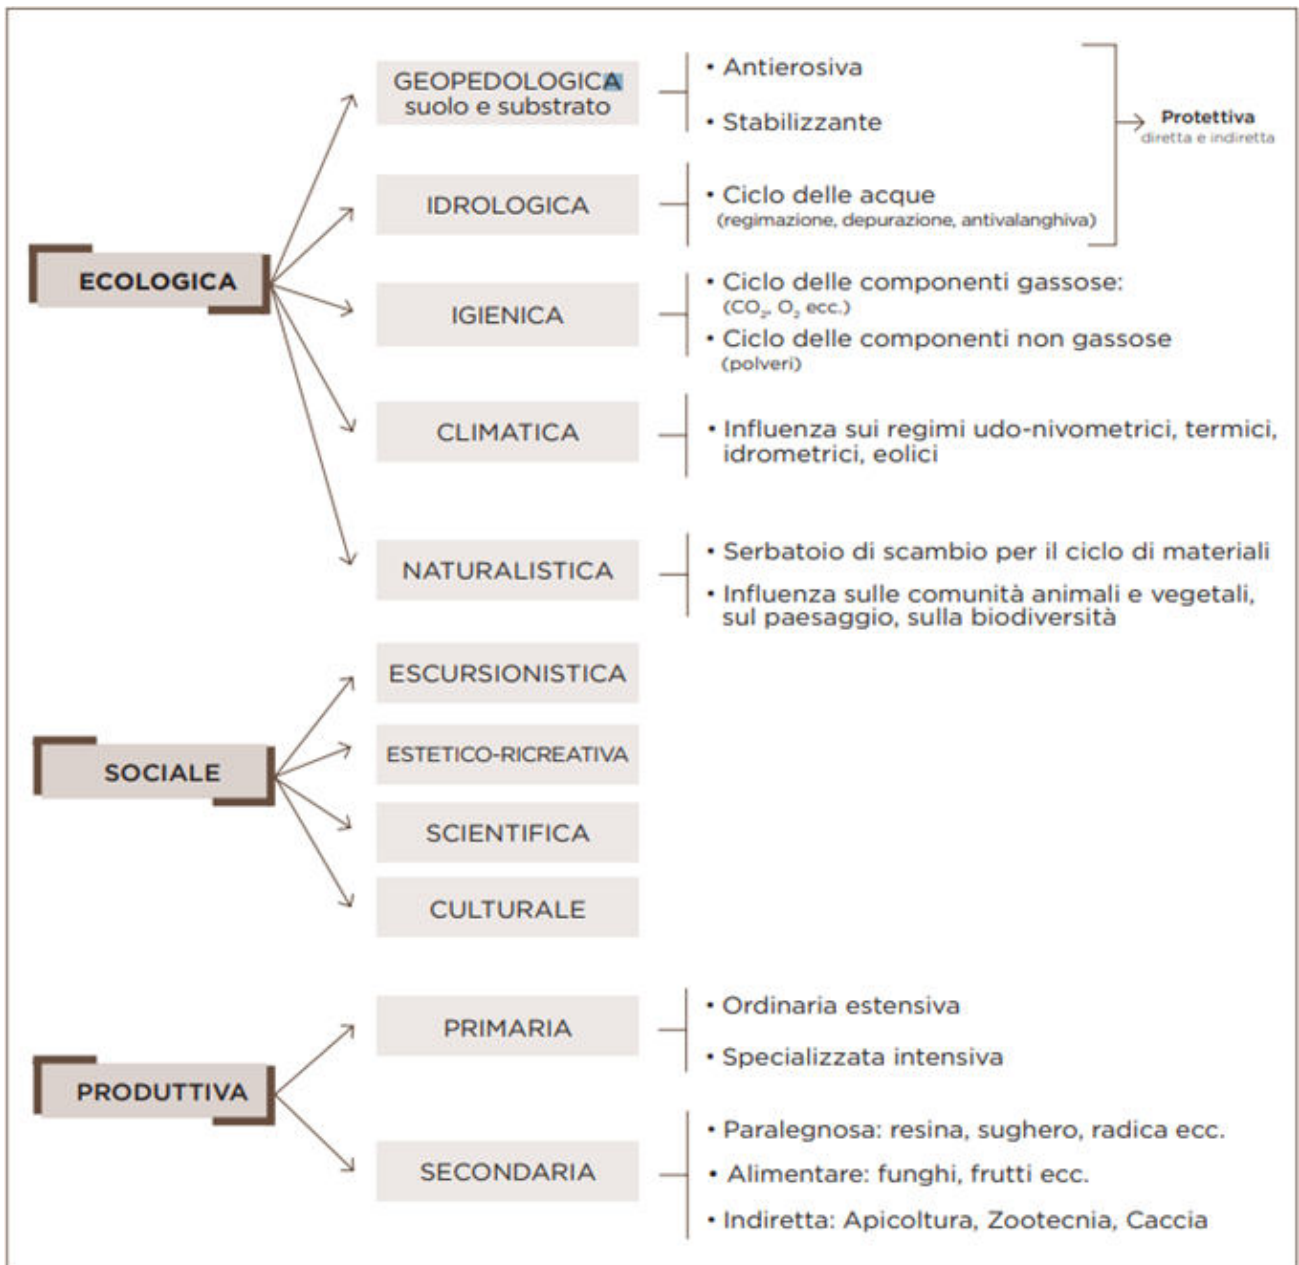 ECOLOGICA
GEOPEDOLOGICA
suolo e substrato
• Antierosiva
• Stabilizzante
Protettiva
diretta e indiretta
IDROLOGICA
• Ciclo delle acque
(regimazione, depurazione, antivalanghiva)
IGIENICA
• Ciclo delle componenti gassose:
(CO₂, O₂ ecc.)
• Ciclo delle componenti non gassose
(polveri)
CLIMATICA
• Influenza sui regimi udo-nivometrici, termici,
idrometrici, eolici
NATURALISTICA
• Serbatoio di scambio per il ciclo di materiali
• Influenza sulle comunità animali e vegetali,
sul paesaggio, sulla biodiversità
SOCIALE
ESCURSIONISTICA
ESTETICO-RICREATIVA
SCIENTIFICA
CULTURALE
PRODUTTIVA
PRIMARIA
• Ordinaria estensiva
• Specializzata intensiva
SECONDARIA
• Paralegnosa: resina, sughero, radica ecc.
• Alimentare: funghi, frutti ecc.
• Indiretta: Apicoltura, Zootecnia, Caccia